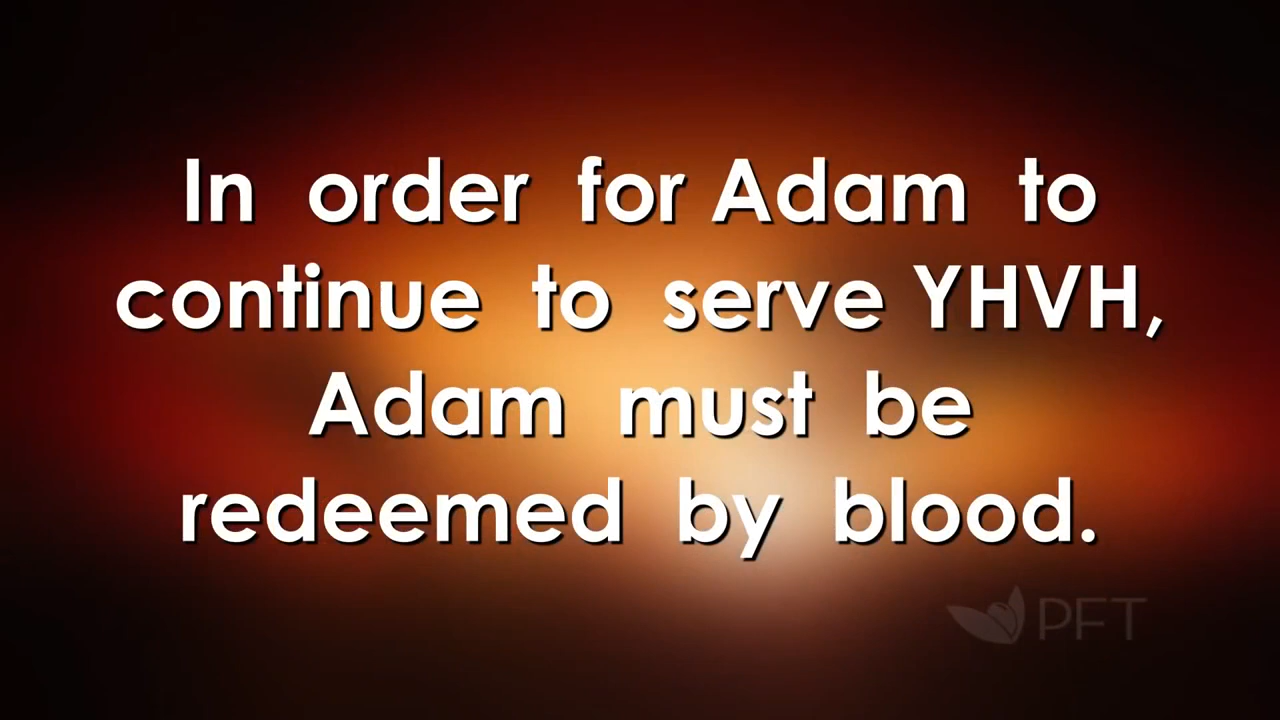 In order for Adam to
continue to serve YHVH,
Adam must be
redeemed by blood.
PFT